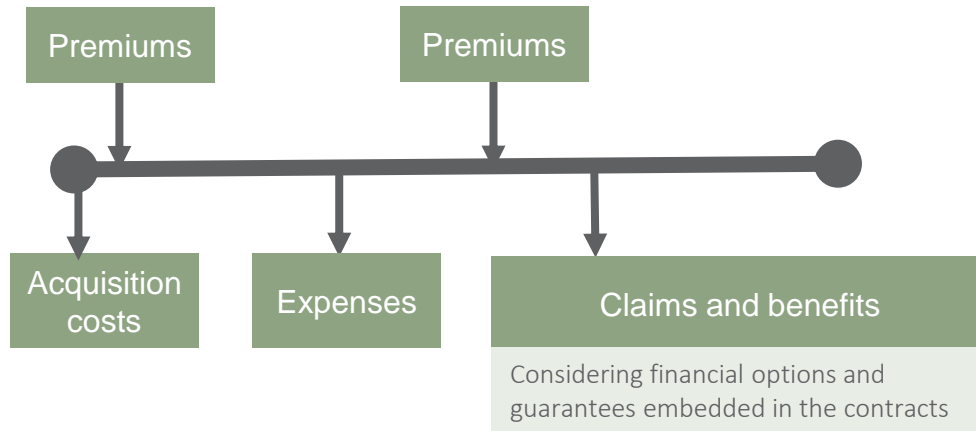 Premiums
Premiums
Acquisition
costs
Expenses
Claims and benefits
Considering financial options and
guarantees embedded in the contracts